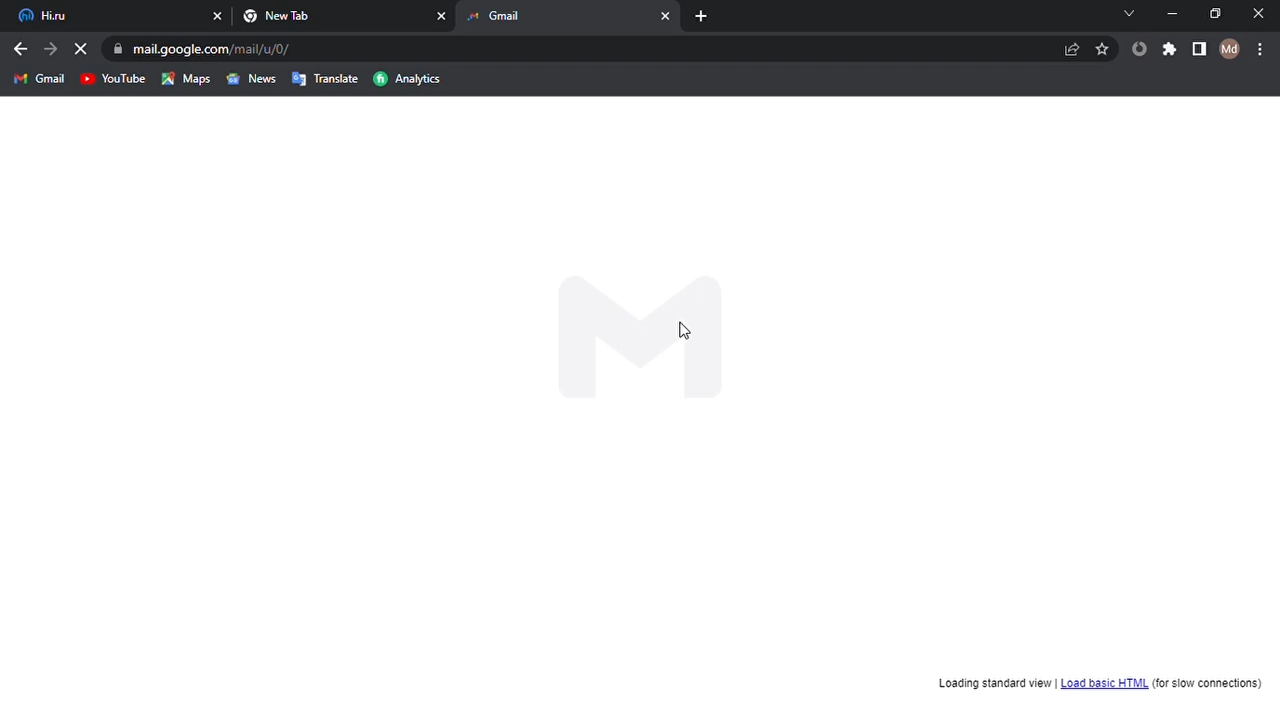 Hi.ru
New Tab
Gmail
mail.google.com/mail/u/0/
Md
Gmail
YouTube
Maps
News
Translate
Analytics
Loading standard view | Load basic HTML (for slow connections)